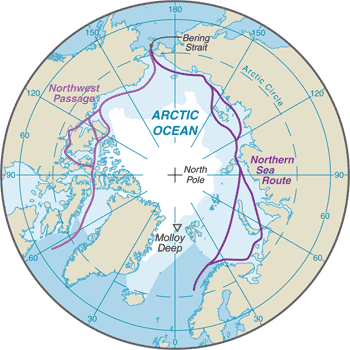 180
150
150
Bering
Strait
Arctic Circle
120
120
Northwest
Passage
ARCTIC
OCEAN
60
90
North
Pole
Northern
Sea
Route
90
Molloy
Deep
60
60
30
30
0